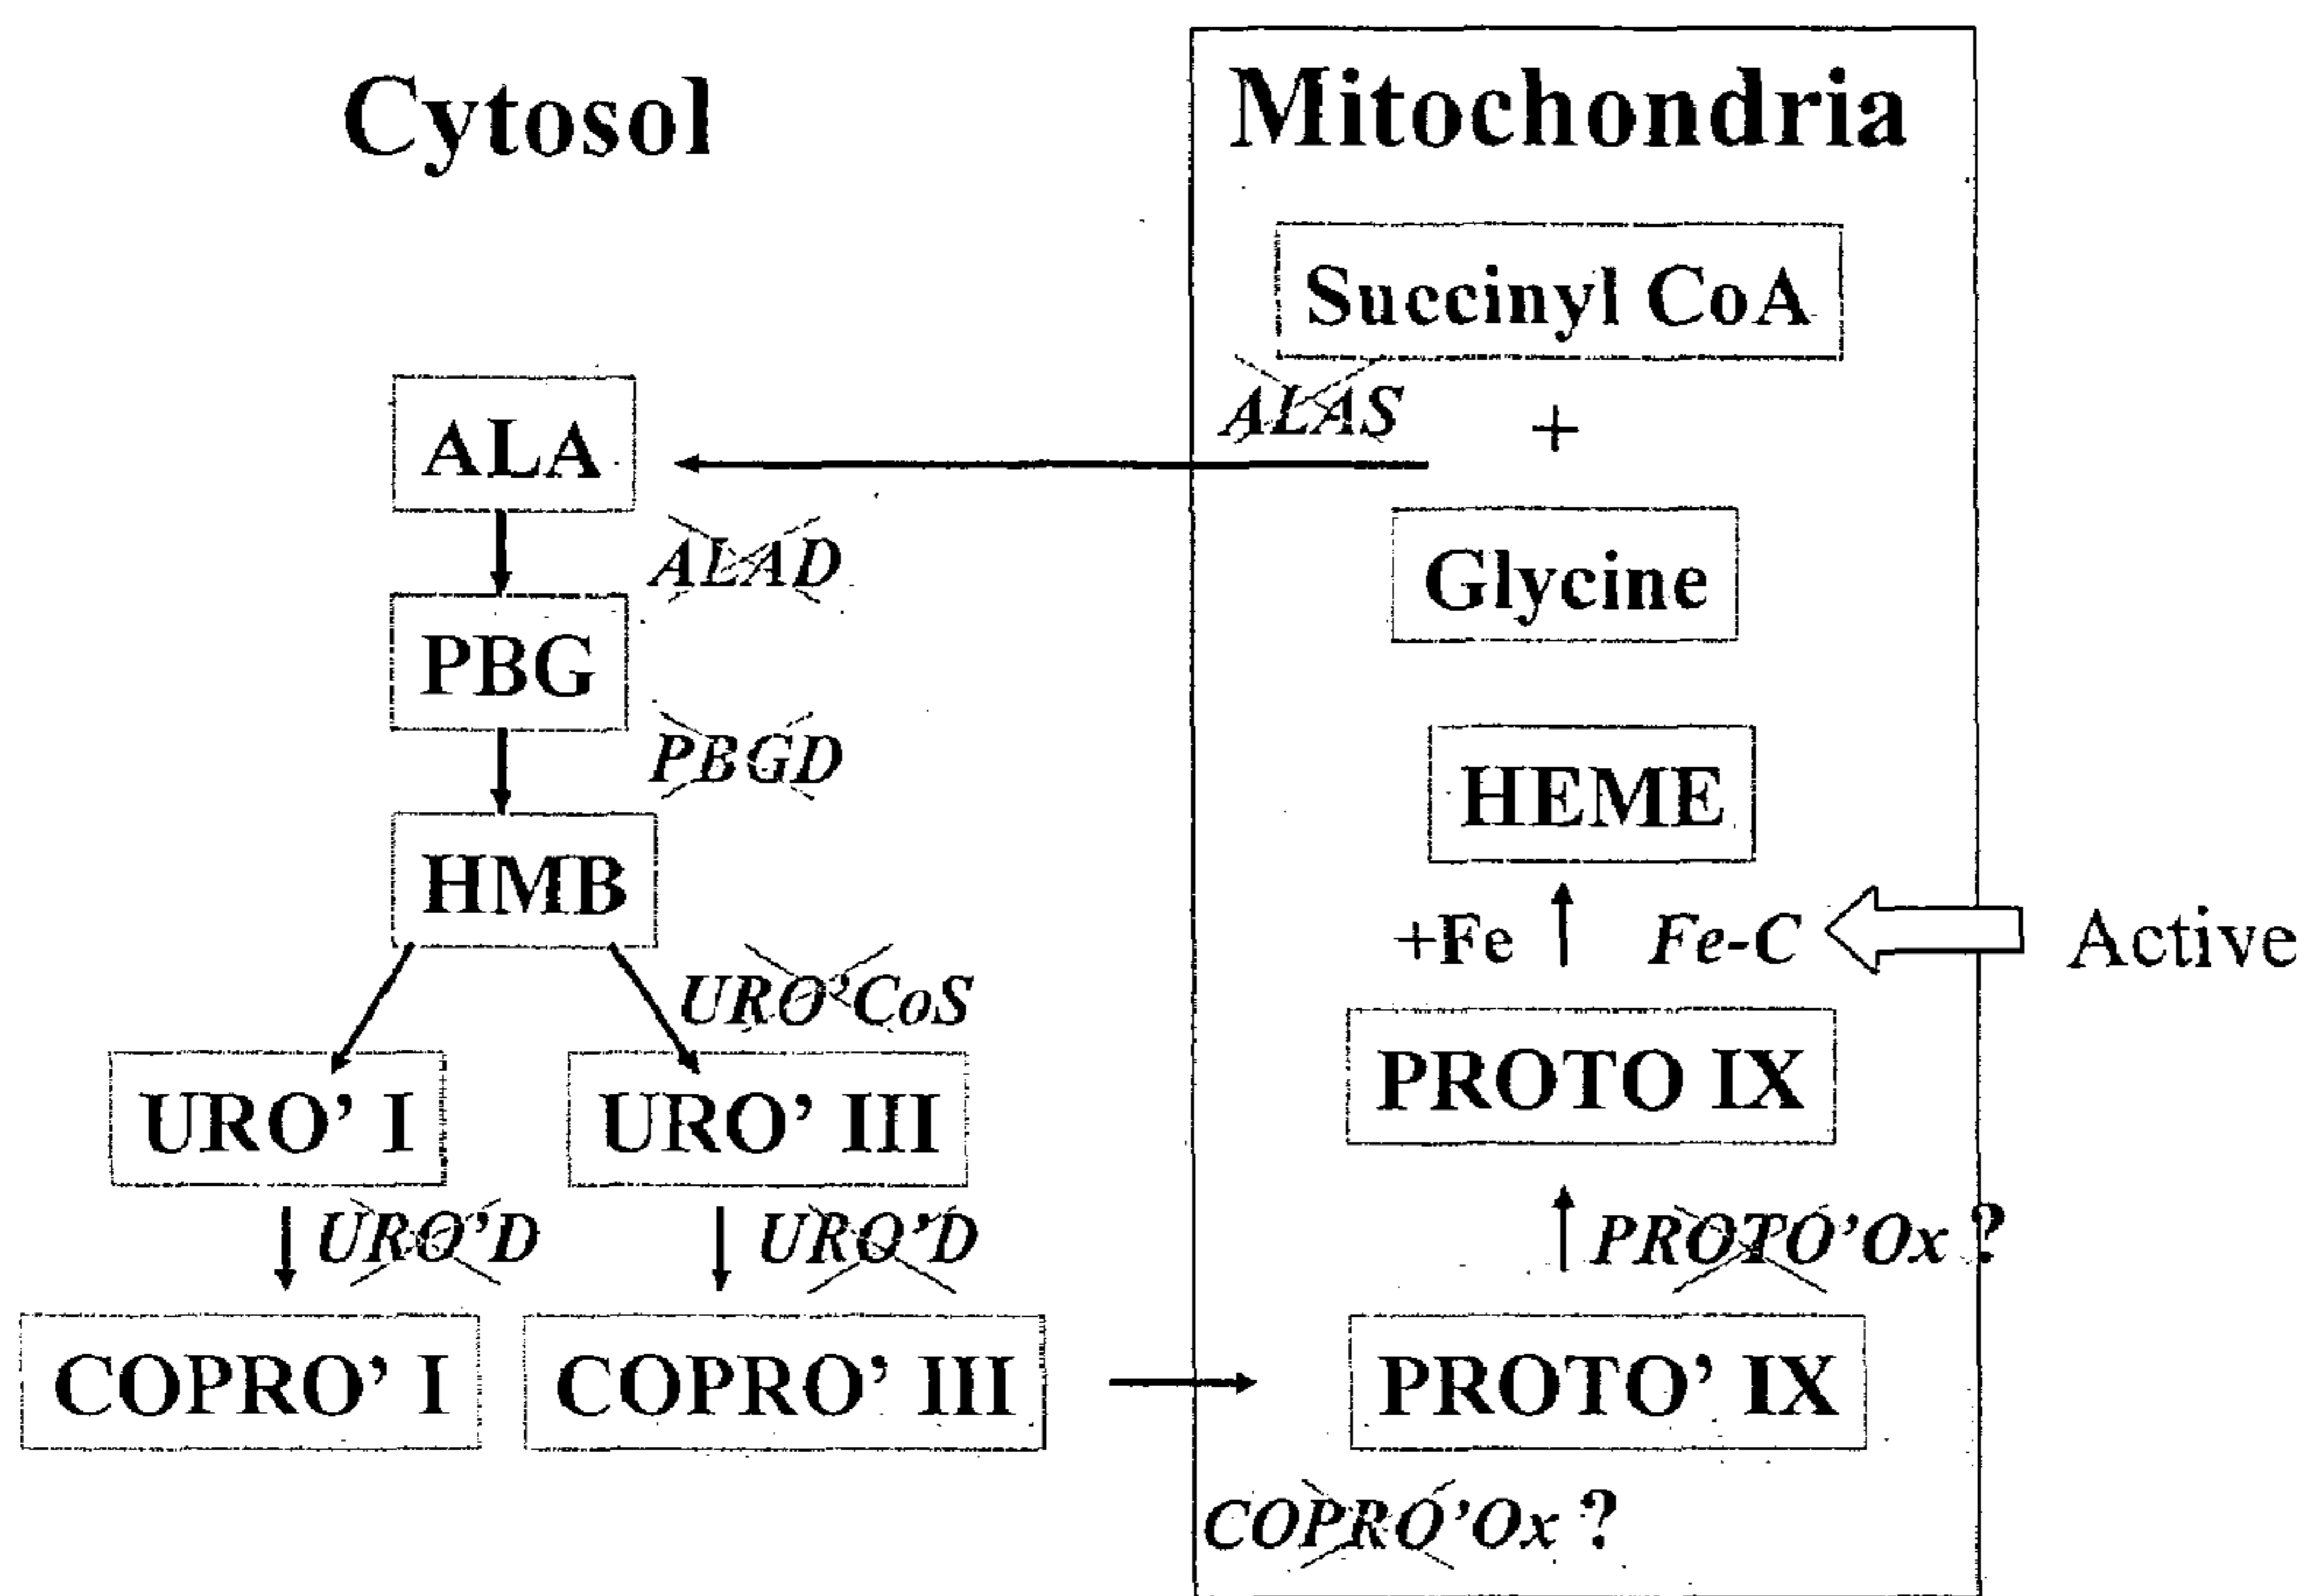 Cytosol
Mitochondria
Succinyl CoA
ALAS
+
ALA
Glycine
ALAD
PBG
PBGD
HMB
HEME
+Fe
Fe-C
Active
URO’CoS
URO’ I
URO’ III
PROTO IX
URO’D
URO’D
PROTO’Ox ?
COPRO’ I
COPRO’ III
PROTO’ IX
COPRO’Ox ?